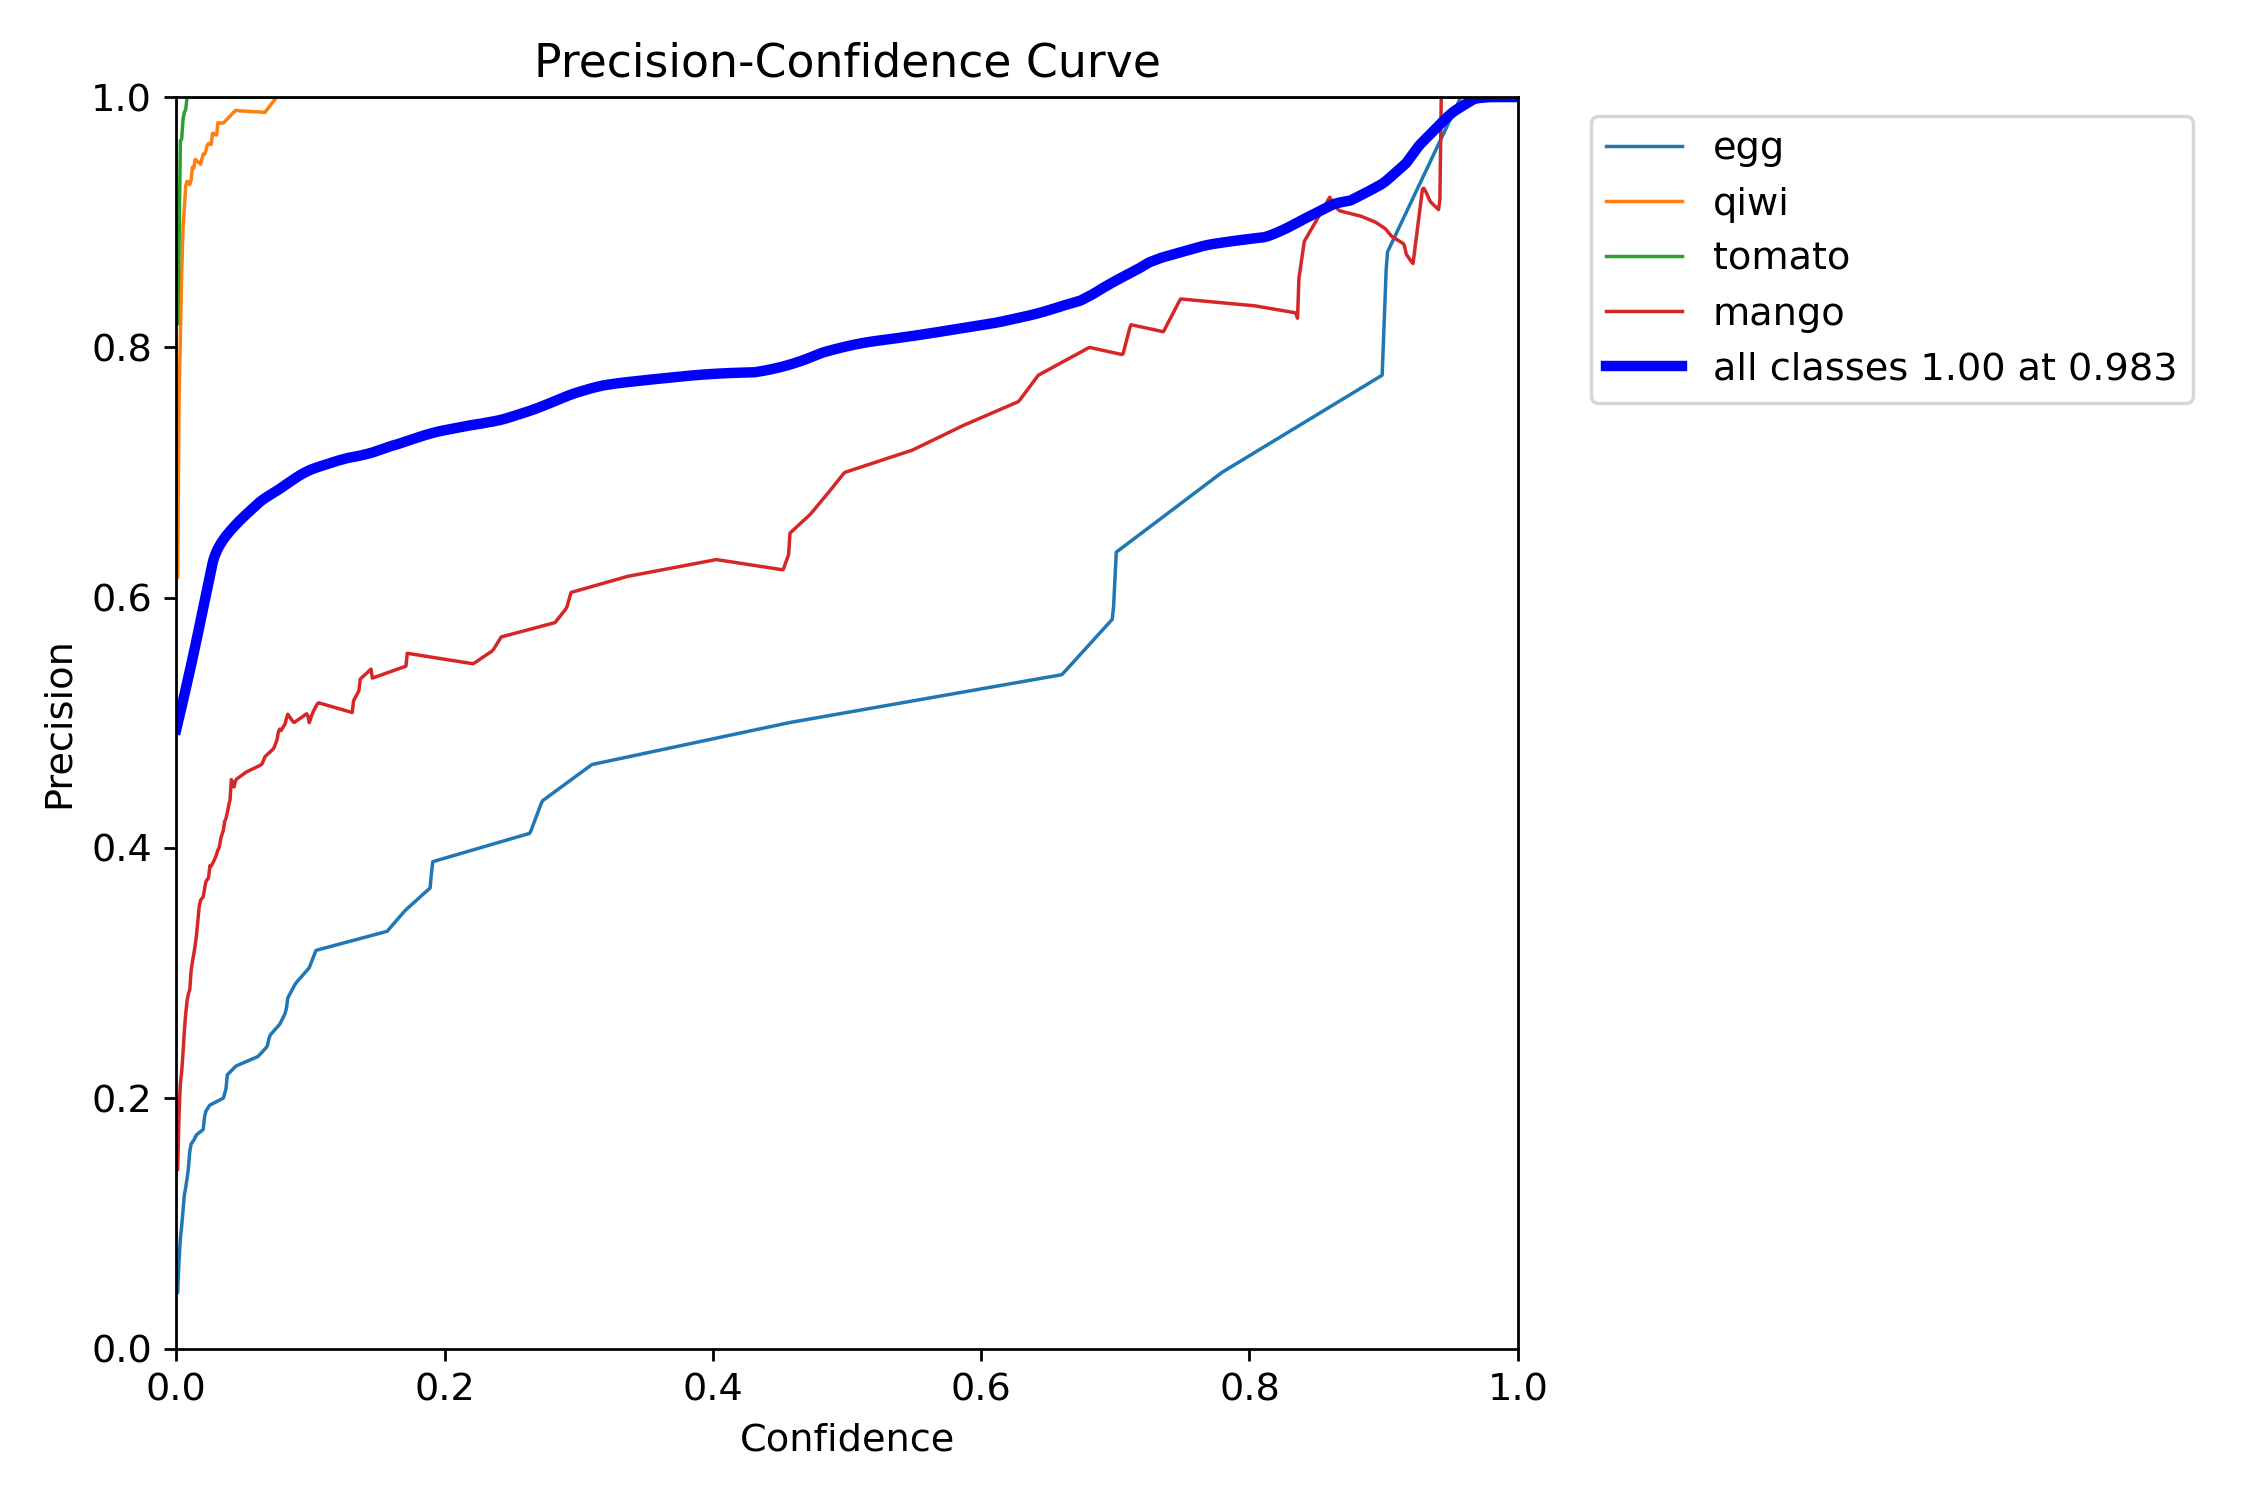 Precision-Confidence Curve
1.0
0.8
0.6
0.4
0.2
0.0
Precision
0.0 0.2 0.4 0.6 0.8 1.0
Confidence
egg
qiwi
tomato
mango
all classes 1.00 at 0.983